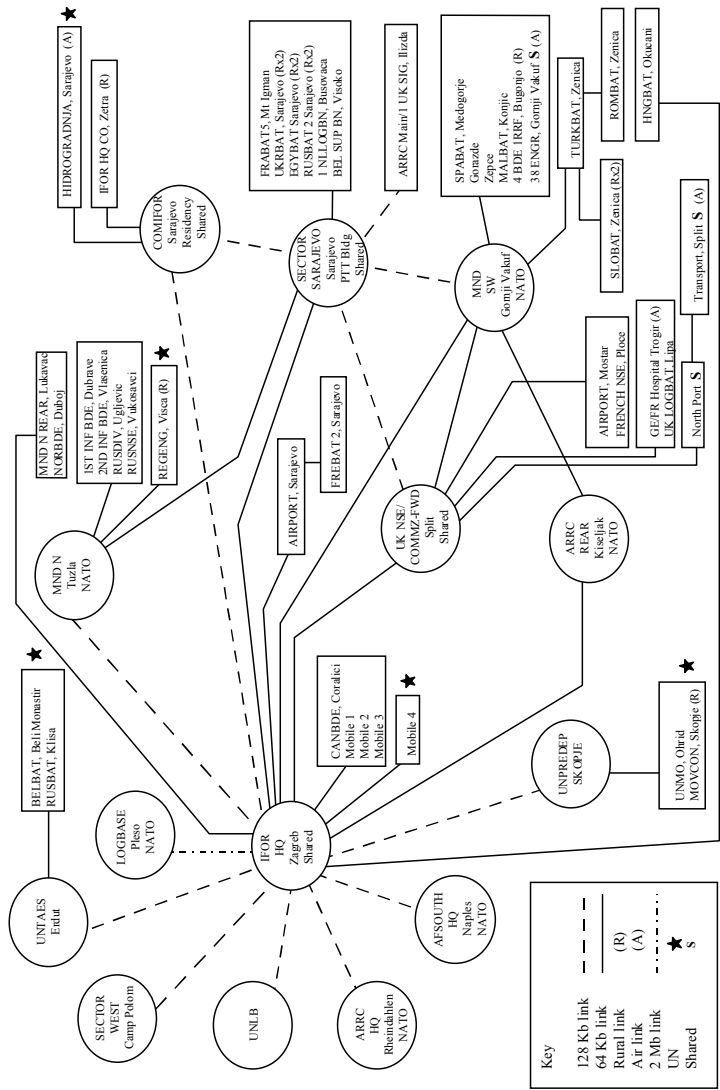 HIDROGRADNJA, Sarajevo (A)
IFOR HQ CO, Zetra (R)
COMIFOR
Sarajevo
Residency
Shared
FRABAT5, Mt Igman
UKRBAT, Sarajevo (Rx2)
EGYBAT Sarajevo (Rx2)
RUSBAT 2 Sarajevo (Rx2)
1 NLLOGBN, Busovaca
BEL SUP BN, Visoko
ARRC Main/1 UK SIG, Ilizda
SECTOR
SARAJEVO
Sarajevo
PTT Bldg
Shared
SPABAT, Medogorje
Gorazde
Zepce
MALBAT, Konjic
4 BDE 1RRF, Bugonjo (R)
38 ENGR, Gornji Vakuf S (A)
MND
SW
Gornji Vakuf
NATO
TURKBAT, Zenica
ROMBAT, Zenica
SLOBAT, Zenica (Rx2)
HNGBAT, Okucani
MND N REAR, Lukavac
NORBDE, Duboj
1ST INF BDE, Dubrave
2ND INF BDE, Vlasenica
RUSDIV, Ugljevic
RUSNSE, Vukosavci
REGENG, Visca (R)
MND N
Tuzla
NATO
AIRPORT, Sarajevo
FREBAT 2, Sarajevo
UK NSE/
COMMZ-FWD
Split
Shared
AIRPORT, Mostar
FRENCH NSE, Ploce
GE/FR Hospital Trogir (A)
UK LOGBAT, Lipa
North Port S
Transport, Split S (A)
ARRC
REAR
Kiseljak
NATO
BELBAT, Beli Monastir
RUSBAT, Klisa
UNTAES
Erdut
LOGBASE
Pleso
NATO
IFOR
HQ
Zagreb
Shared
CANBDE, Coralici
Mobile 1
Mobile 2
Mobile 3
Mobile 4
UNPREDEP
SKOPJE
UNMO, Ohrid
MOVCON, Skopje (R)
SECTOR
WEST
Camp Polom
UNLB
ARRC
HQ
Rheindahlen
NATO
AFSOUTH
HQ
Naples
NATO
Key
128 Kb link
64 Kb link
Rural link (R)
Air link (A)
2 Mb link
UN
Shared s